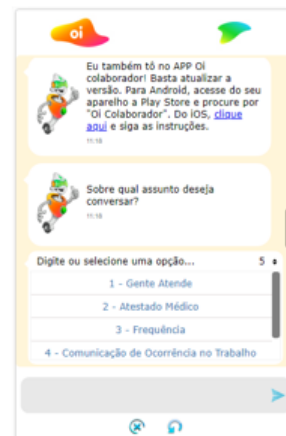 oi
Eu também tô no APP Oi
colaborador! Basta atualizar a
versão. Para Android, acesse do seu
aparelho a Play Store e procure por
"Oi Colaborador". Do iOS, clique
aqui e siga as instruções.
11:18
Sobre qual assunto deseja
conversar?
11:18
Digite ou selecione uma opção... 5
1 - Gente Atende
2 - Atestado Médico
3 - Frequência
4 - Comunicação de Ocorrência no Trabalho